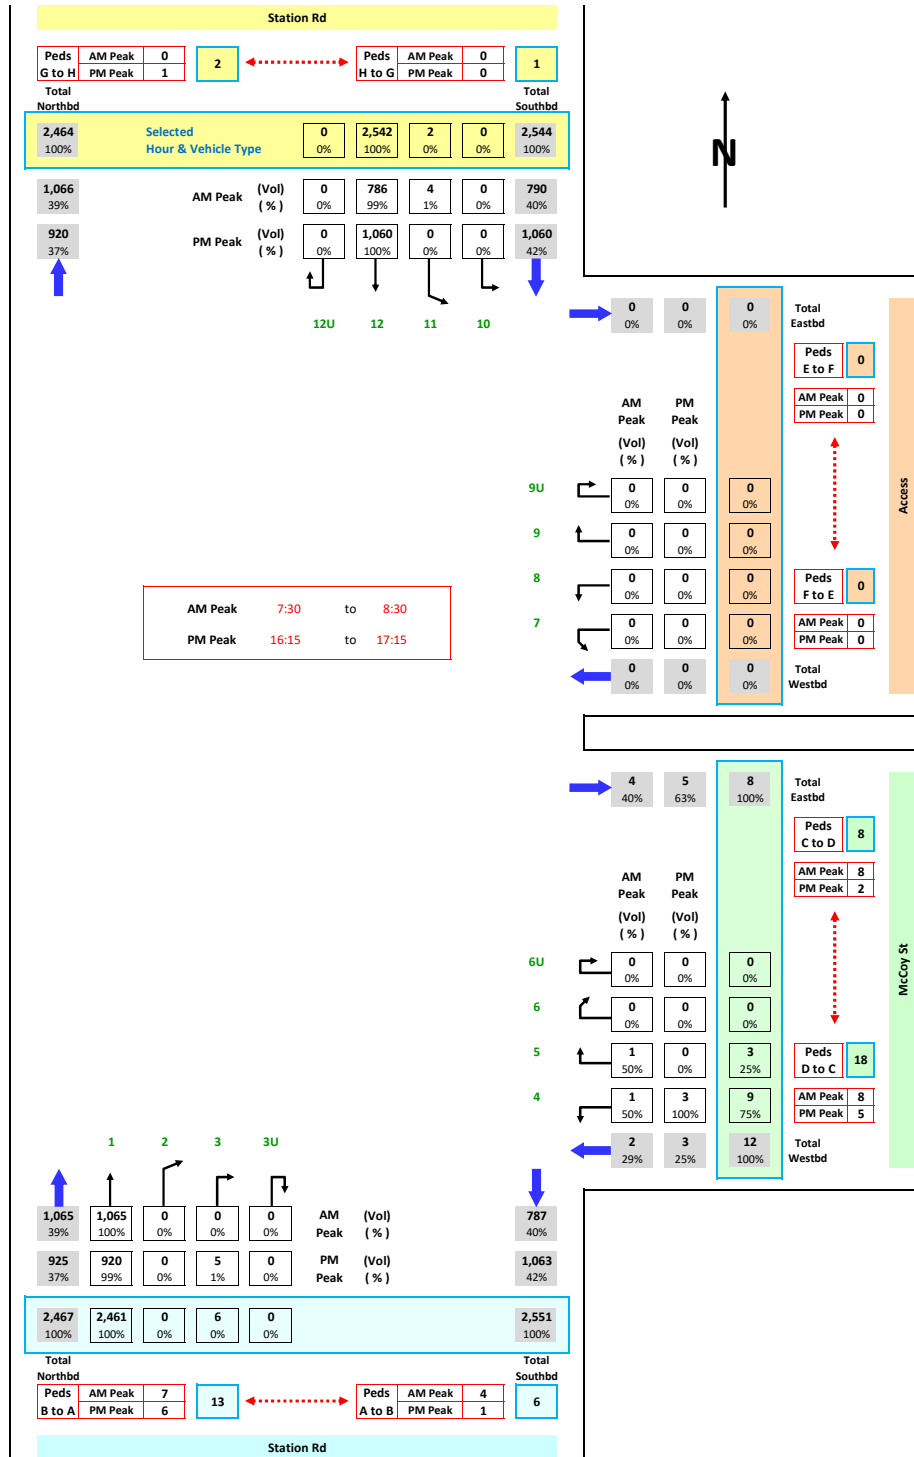 Station Rd
Peds G to H AM Peak 0 PM Peak 1 2
Peds H to G AM Peak 0 PM Peak 0 1
Total Northbd
Total Southbd
2,464 Selected 0 2,542 2 0 2,544
100% Hour & Vehicle Type 0% 100% 0% 0% 100%
1,066 AM Peak (Vol) 0 786 4 0 790
39% ( % ) 0% 99% 1% 0% 40%
920 PM Peak (Vol) 0 1,060 0 0 1,060
37% ( % ) 0% 100% 0% 0% 42%
12U 12 11 10
N
0 0 0 Total
0% 0% 0% Eastbd
Peds E to F 0
AM Peak 0
PM Peak 0
AM PM
Peak Peak
(Vol) (Vol)
( % ) ( % )
9U 0 0 0
0% 0% 0%
9 0 0 0
0% 0% 0%
8 0 0 0
0% 0% 0%
7 0 0 0
0% 0% 0%
0 0 0 Total
0% 0% 0% Westbd
Peds F to E 0
AM Peak 0
PM Peak 0
Access
AM Peak 7:30 to 8:30
PM Peak 16:15 to 17:15
4 5 8 Total
40% 63% 100% Eastbd
Peds C to D 8
AM Peak 8
PM Peak 2
AM PM
Peak Peak
(Vol) (Vol)
( % ) ( % )
6U 0 0 0
0% 0% 0%
6 0 0 0
0% 0% 0%
5 1 0 3
50% 0% 25%
4 1 3 9
50% 100% 75%
2 3 12 Total
29% 25% 100% Westbd
Peds D to C 18
AM Peak 8
PM Peak 5
McCoy St
1 2 3 3U
1,065 1,065 0 0 0 AM (Vol) 787
39% 100% 0% 0% 0% Peak ( % ) 40%
925 920 0 5 0 PM (Vol) 1,063
37% 99% 0% 1% 0% Peak ( % ) 42%
2,467 2,461 0 6 0 2,551
100% 100% 0% 0% 0% 100%
Total Northbd
Total Southbd
Peds B to A AM Peak 7 PM Peak 6 13
Peds A to B AM Peak 4 PM Peak 1 6
Station Rd